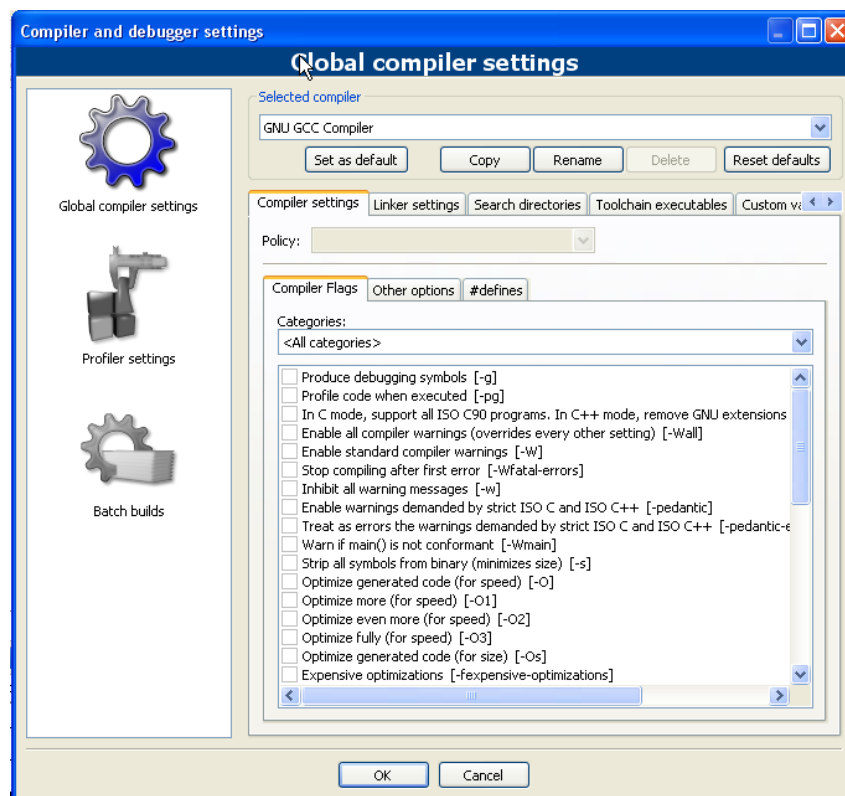 Compiler and debugger settings
Global compiler settings
Global compiler settings
Profiler settings
Batch builds
Selected compiler
GNU GCC Compiler
Set as default Copy Rename Delete Reset defaults
Compiler settings Linker settings Search directories Toolchain executables Custom va
Policy:
Compiler Flags Other options #defines
Categories:
<All categories>
Produce debugging symbols [-g]
Profile code when executed [-pg]
In C mode, support all ISO C90 programs. In C++ mode, remove GNU extensions
Enable all compiler warnings (overrides every other setting) [-Wall]
Enable standard compiler warnings [-W]
Stop compiling after first error [-Wfatal-errors]
Inhibit all warning messages [-w]
Enable warnings demanded by strict ISO C and ISO C++ [-pedantic]
Treat as errors the warnings demanded by strict ISO C and ISO C++ [-pedantic-e
Warn if main() is not conformant [-Wmain]
Strip all symbols from binary (minimizes size) [-s]
Optimize generated code (for speed) [-O]
Optimize more (for speed) [-O1]
Optimize even more (for speed) [-O2]
Optimize fully (for speed) [-O3]
Optimize generated code (for size) [-Os]
Expensive optimizations [-fexpensive-optimizations]
OK Cancel